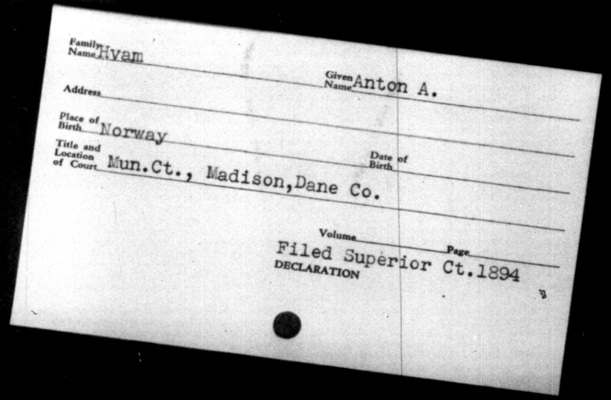 Family Name Hvam Given Name Anton A.
Address
Place of Birth Norway Date of Birth
Title and Location of Court Mun.Ct., Madison,Dane Co.
Volume Page
Filed Superior Ct.1894
DECLARATION